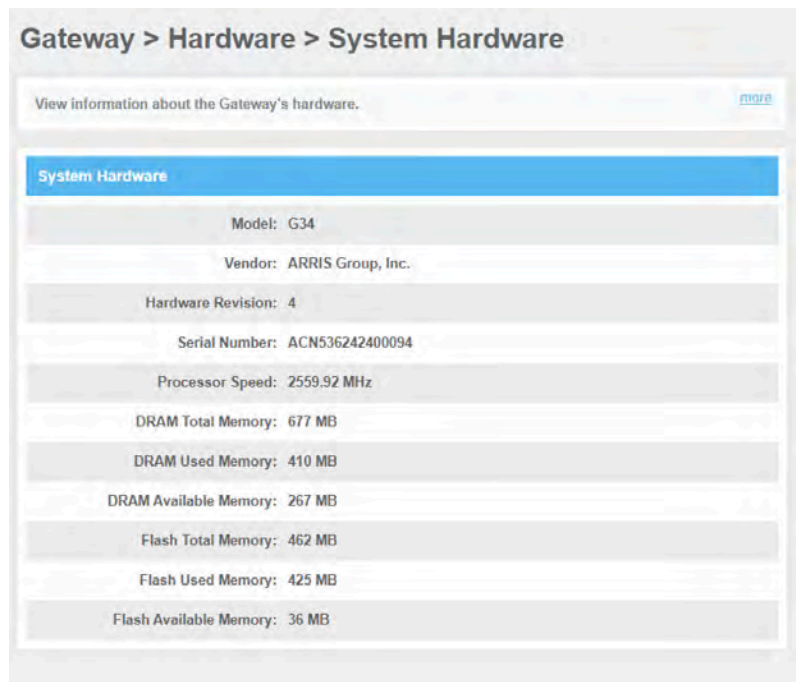 Gateway > Hardware > System Hardware
View information about the Gateway's hardware.
more
System Hardware
Model: G34
Vendor: ARRIS Group, Inc.
Hardware Revision: 4
Serial Number: ACN536242400094
Processor Speed: 2559.92 MHz
DRAM Total Memory: 677 MB
DRAM Used Memory: 410 MB
DRAM Available Memory: 267 MB
Flash Total Memory: 462 MB
Flash Used Memory: 425 MB
Flash Available Memory: 36 MB